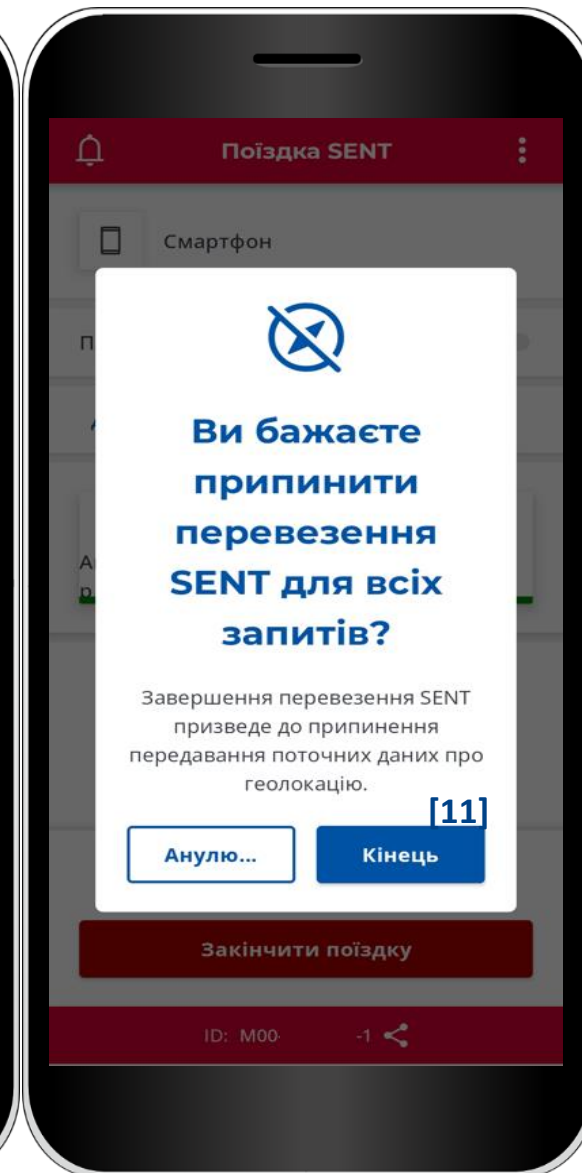 Поїздка SENT
Смартфон
П
Ви бажаєте
припинити
перевезення
SENT для всіх
запитів?
А
р
Завершення перевезення SENT
призведе до припинення
передавання поточних даних про
геолокацію.
[11]
Анулю... Кінець
Закінчити поїздку
ID: M00 -1